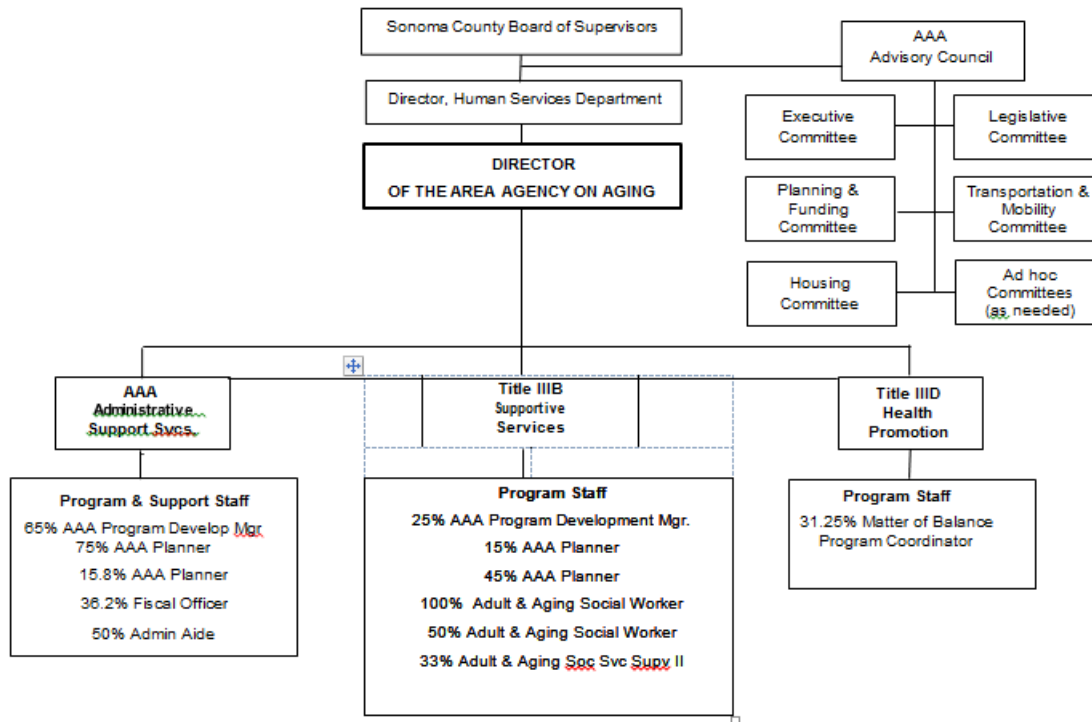 Sonoma County Board of Supervisors
AAA
Advisory Council
Director, Human Services Department
Executive
Committee
Legislative
Committee
DIRECTOR
OF THE AREA AGENCY ON AGING
Planning &
Funding
Committee
Transportation &
Mobility
Committee
Housing
Committee
Ad hoc
Committees
(as needed)
AAA
Administrative
Support Svcs.
Title IIIB
Supportive
Services
Title IIID
Health
Promotion
Program & Support Staff
65% AAA Program Develop Mgr
75% AAA Planner
15.8% AAA Planner
36.2% Fiscal Officer
50% Admin Aide
Program Staff
25% AAA Program Development Mgr.
15% AAA Planner
45% AAA Planner
100% Adult & Aging Social Worker
50% Adult & Aging Social Worker
33% Adult & Aging Soc Svc Supv II
Program Staff
31.25% Matter of Balance
Program Coordinator